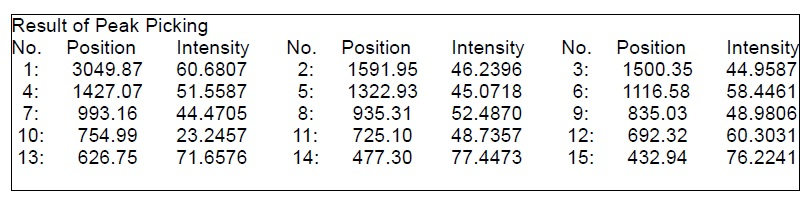 Result of Peak Picking
No. Position Intensity No. Position Intensity No. Position Intensity
1: 3049.87 60.6807 2: 1591.95 46.2396 3: 1500.35 44.9587
4: 1427.07 51.5587 5: 1322.93 45.0718 6: 1116.58 58.4461
7: 993.16 44.4705 8: 935.31 52.4870 9: 835.03 48.9806
10: 754.99 23.2457 11: 725.10 48.7357 12: 692.32 60.3031
13: 626.75 71.6576 14: 477.30 77.4473 15: 432.94 76.2241